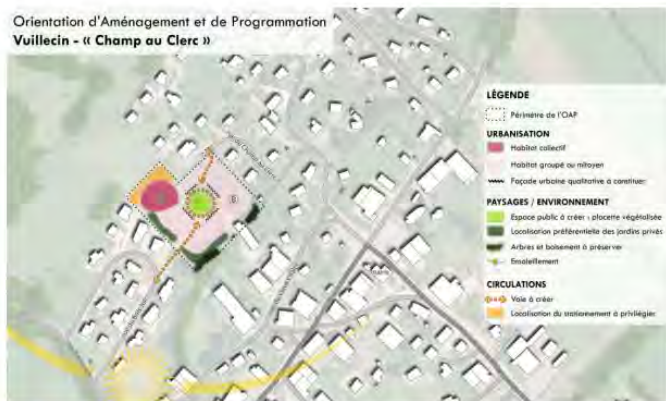 Orientation d'Aménagement et de Programmation
Vuillecin - « Champ au Clerc »
LÉGENDE
Périmètre de l'OAP
URBANISATION
Habitat collectif
Habitat groupé ou mitoyen
Façade urbaine qualitative à constituer
PAYSAGES / ENVIRONNEMENT
Espace public à créer : placette végétalisée
Localisation préférentielle des jardins privés
Arbres et boisement à préserver
Ensoleillement
CIRCULATIONS
Voie à créer
Localisation du stationnement à privilégier